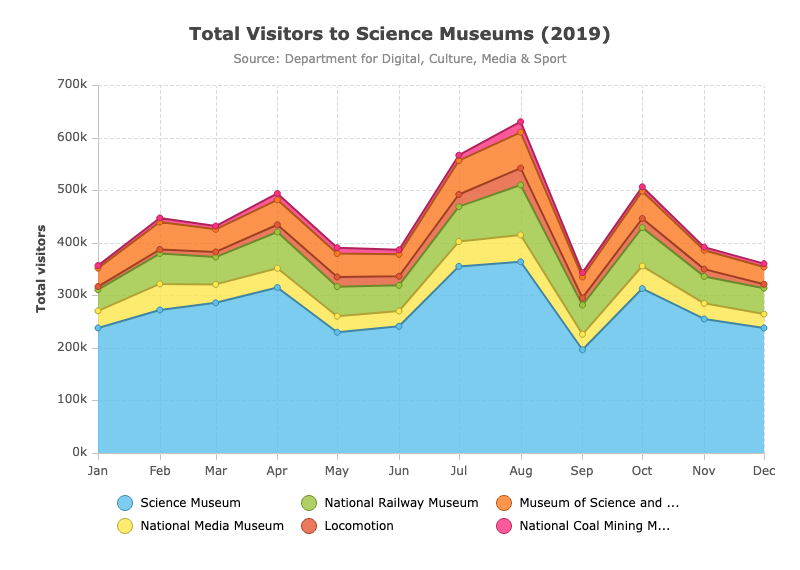 Total Visitors to Science Museums (2019)
Source: Department for Digital, Culture, Media & Sport
Total visitors
700k
600k
500k
400k
300k
200k
100k
0k
Jan Feb Mar Apr May Jun Jul Aug Sep Oct Nov Dec
Science Museum National Railway Museum Museum of Science and ...
National Media Museum Locomotion National Coal Mining M...